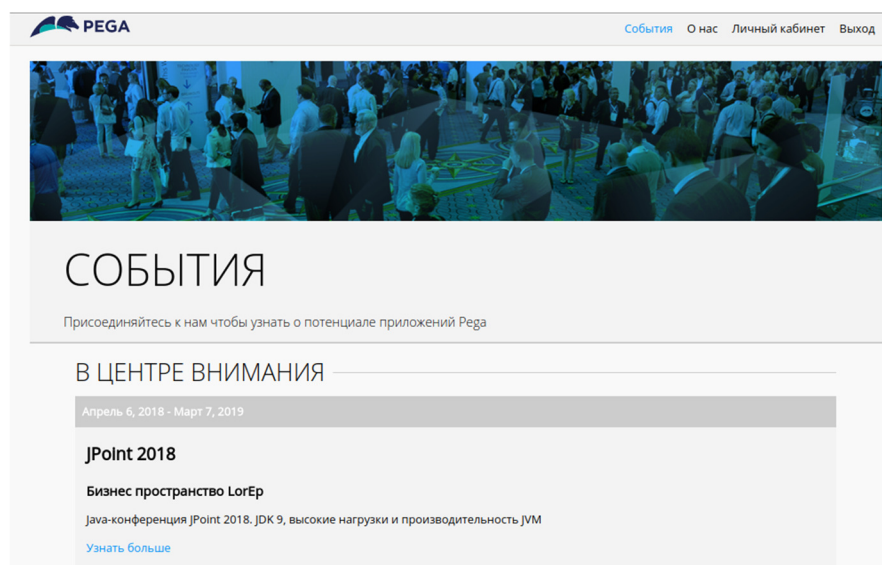 PEGA
События О нас Личный кабинет Выход
СОБЫТИЯ
Присоединяйтесь к нам чтобы узнать о потенциале приложений Pega
В ЦЕНТРЕ ВНИМАНИЯ
Апрель 6, 2018 - Март 7, 2019
JPoint 2018
Бизнес пространство LorEp
Java-конференция JPoint 2018. JDK 9, высокие нагрузки и производительность JVM
Узнать больше